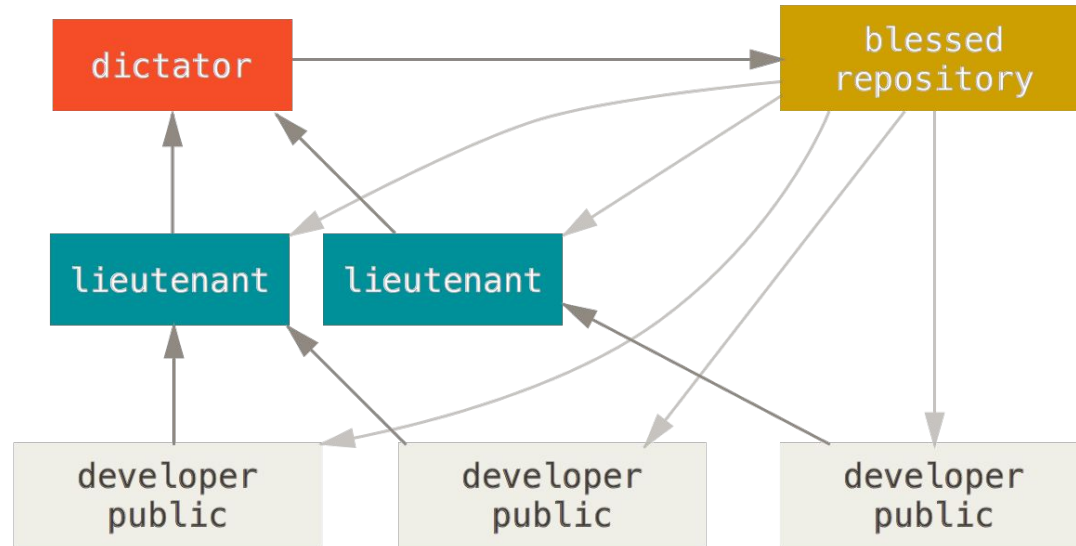 dictator
blessed
repository
lieutenant
lieutenant
developer
public
developer
public
developer
public